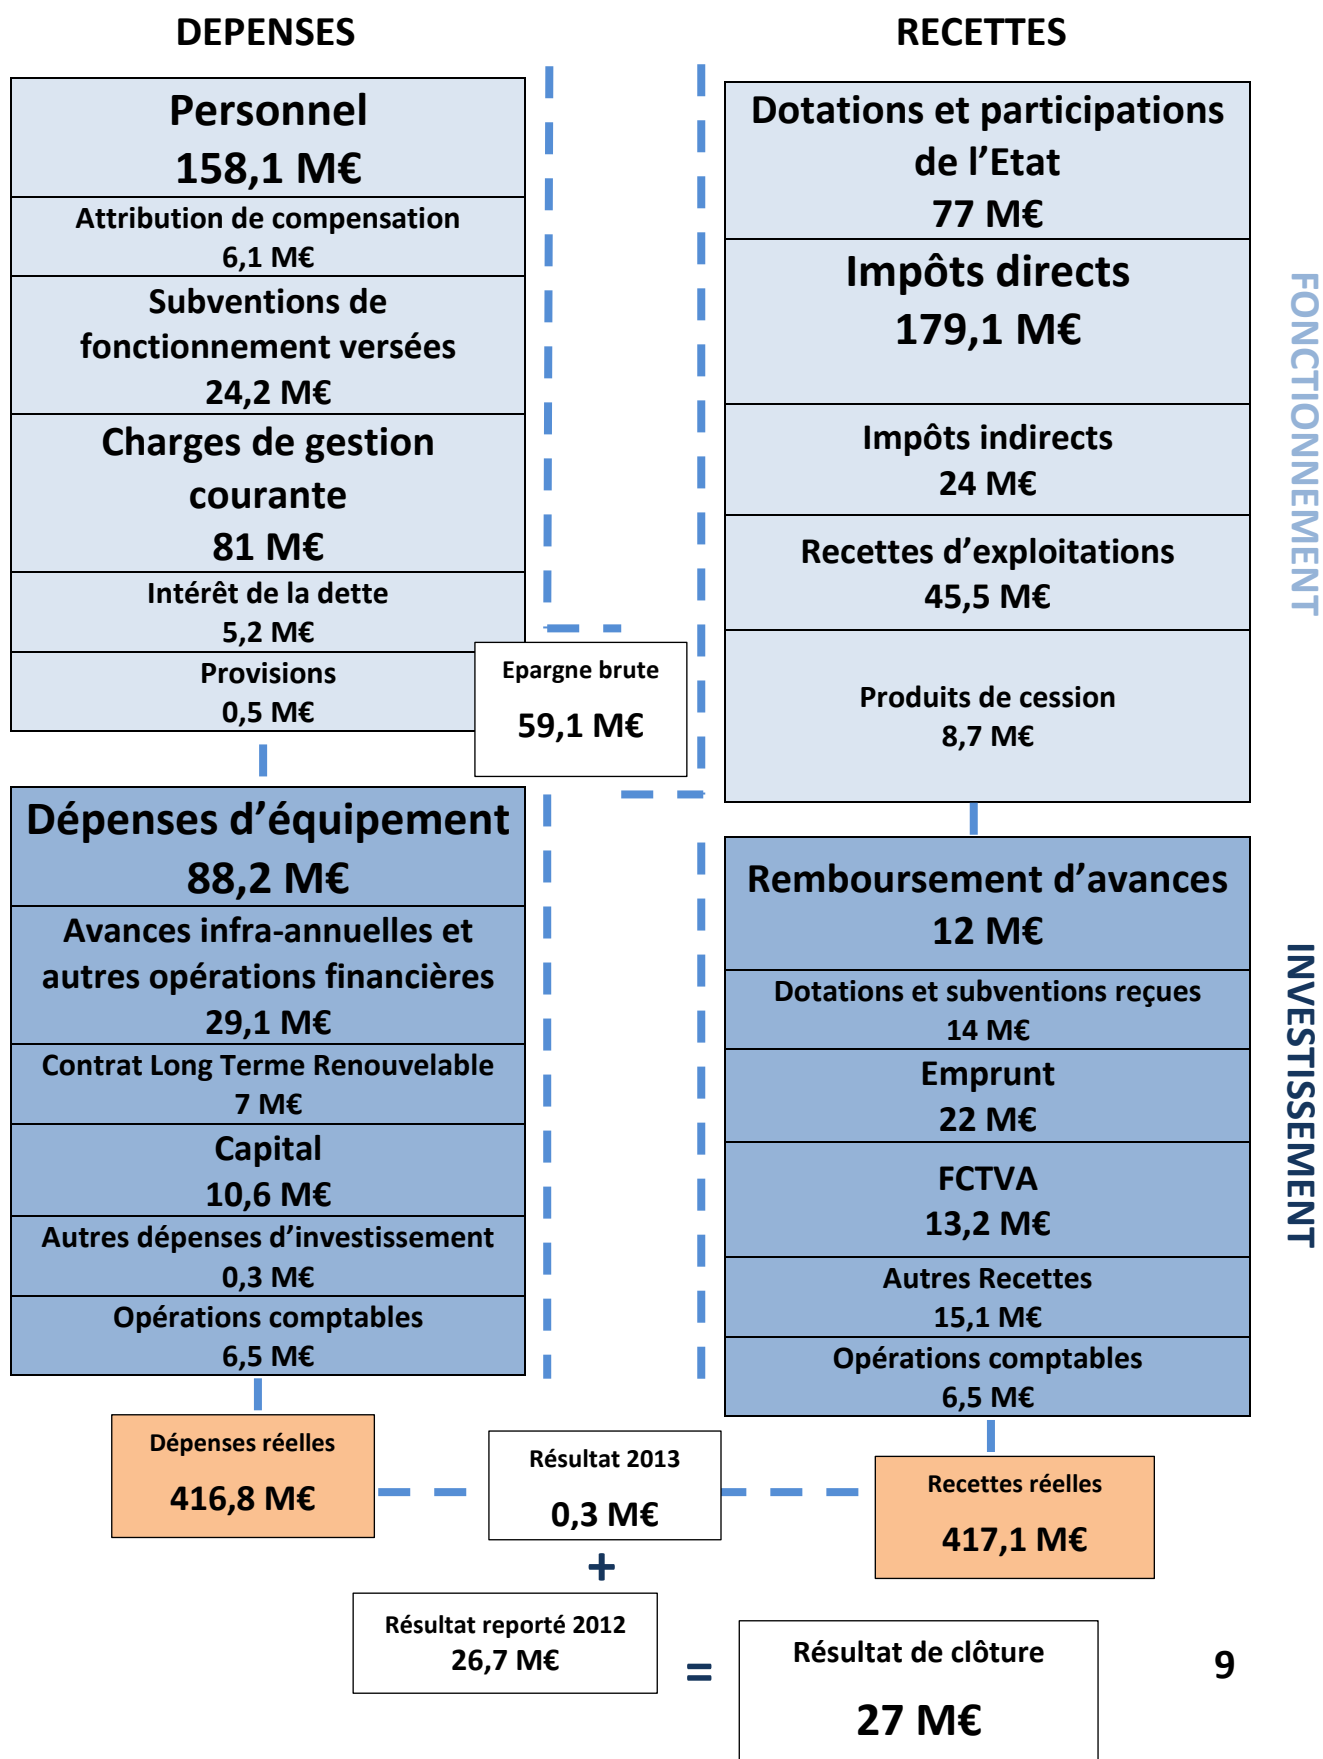 DEPENSES
RECETTES
Personnel
158,1 M€
Attribution de compensation
6,1 M€
Subventions de
fonctionnement versées
24,2 M€
Charges de gestion
courante
81 M€
Intérêt de la dette
5,2 M€
Provisions
0,5 M€
Epargne brute
59,1 M€
Dotations et participations
de l’Etat
77 M€
Impôts directs
179,1 M€
Impôts indirects
24 M€
Recettes d’exploitations
45,5 M€
Produits de cession
8,7 M€
FONCTIONNEMENT
Dépenses d’équipement
88,2 M€
Avances infra-annuelles et
autres opérations financières
29,1 M€
Contrat Long Terme Renouvelable
7 M€
Capital
10,6 M€
Autres dépenses d’investissement
0,3 M€
Opérations comptables
6,5 M€
Remboursement d’avances
12 M€
Dotations et subventions reçues
14 M€
Emprunt
22 M€
FCTVA
13,2 M€
Autres Recettes
15,1 M€
Opérations comptables
6,5 M€
INVESTISSEMENT
Dépenses réelles
416,8 M€
Résultat 2013
0,3 M€
Recettes réelles
417,1 M€
+
Résultat reporté 2012
26,7 M€
=
Résultat de clôture
27 M€
9